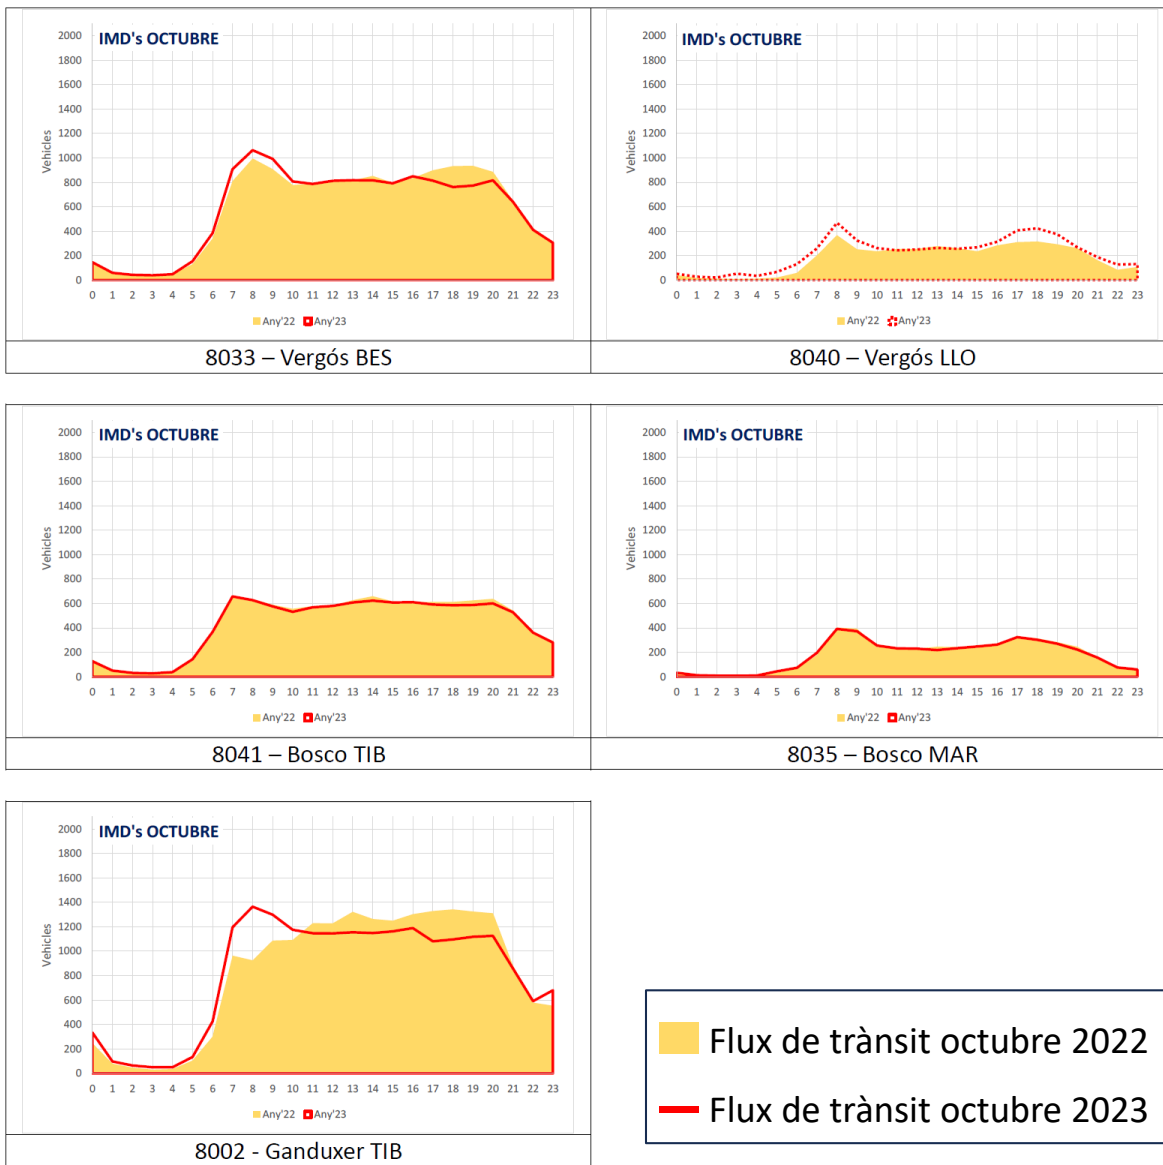 IMD's OCTUBRE
Vehicles
2000
1800
1600
1400
1200
1000
800
600
400
200
0
0 1 2 3 4 5 6 7 8 9 10 11 12 13 14 15 16 17 18 19 20 21 22 23
Any'22 Any'23
8033 – Vergós BES
IMD's OCTUBRE
Vehicles
2000
1800
1600
1400
1200
1000
800
600
400
200
0
0 1 2 3 4 5 6 7 8 9 10 11 12 13 14 15 16 17 18 19 20 21 22 23
Any'22 Any'23
8040 – Vergós LLO
IMD's OCTUBRE
Vehicles
2000
1800
1600
1400
1200
1000
800
600
400
200
0
0 1 2 3 4 5 6 7 8 9 10 11 12 13 14 15 16 17 18 19 20 21 22 23
Any'22 Any'23
8041 – Bosco TIB
IMD's OCTUBRE
Vehicles
2000
1800
1600
1400
1200
1000
800
600
400
200
0
0 1 2 3 4 5 6 7 8 9 10 11 12 13 14 15 16 17 18 19 20 21 22 23
Any'22 Any'23
8035 – Bosco MAR
IMD's OCTUBRE
Vehicles
2000
1800
1600
1400
1200
1000
800
600
400
200
0
0 1 2 3 4 5 6 7 8 9 10 11 12 13 14 15 16 17 18 19 20 21 22 23
Any'22 Any'23
8002 - Ganduxer TIB
Flux de trànsit octubre 2022
Flux de trànsit octubre 2023